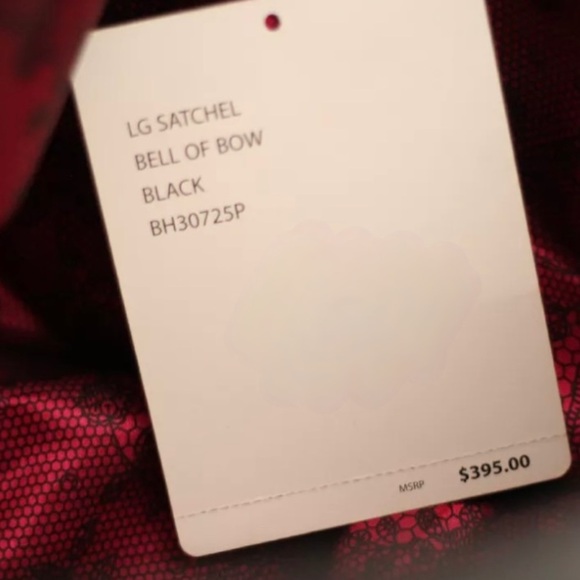 LG SATCHEL
BELL OF BOW
BLACK
BH30725P
MSRP $395.00